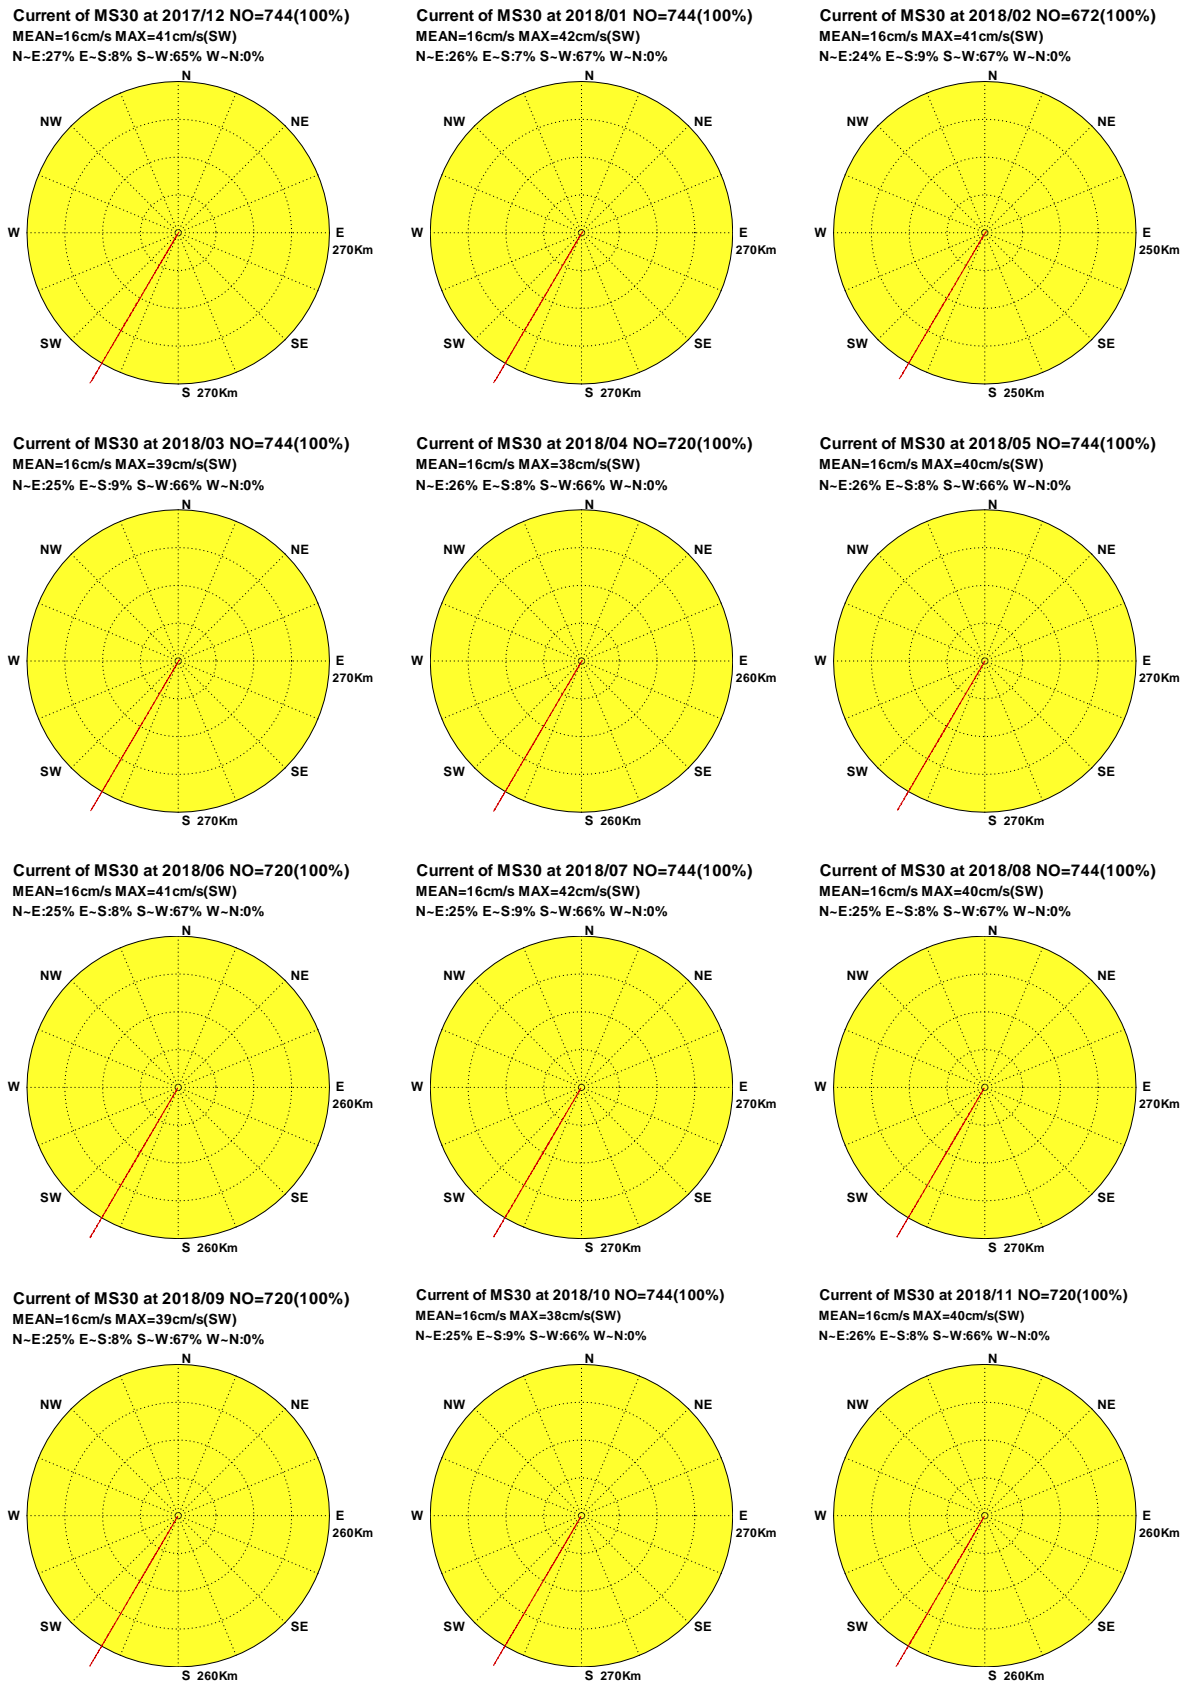 Current of MS30 at 2017/12 NO=744(100%)
MEAN=16cm/s MAX=41cm/s(SW)
N~E:27% E~S:8% S~W:65% W~N:0%
N
NW
NE
W
E
270Km
SW
SE
S 270Km
Current of MS30 at 2018/01 NO=744(100%)
MEAN=16cm/s MAX=42cm/s(SW)
N~E:26% E~S:7% S~W:67% W~N:0%
N
NW
NE
W
E
270Km
SW
SE
S 270Km
Current of MS30 at 2018/02 NO=672(100%)
MEAN=16cm/s MAX=41cm/s(SW)
N~E:24% E~S:9% S~W:67% W~N:0%
N
NW
NE
W
E
250Km
SW
SE
S 250Km
Current of MS30 at 2018/03 NO=744(100%)
MEAN=16cm/s MAX=39cm/s(SW)
N~E:25% E~S:9% S~W:66% W~N:0%
N
NW
NE
W
E
270Km
SW
SE
S 270Km
Current of MS30 at 2018/04 NO=720(100%)
MEAN=16cm/s MAX=38cm/s(SW)
N~E:26% E~S:8% S~W:66% W~N:0%
N
NW
NE
W
E
260Km
SW
SE
S 260Km
Current of MS30 at 2018/05 NO=744(100%)
MEAN=16cm/s MAX=40cm/s(SW)
N~E:26% E~S:8% S~W:66% W~N:0%
N
NW
NE
W
E
270Km
SW
SE
S 270Km
Current of MS30 at 2018/06 NO=720(100%)
MEAN=16cm/s MAX=41cm/s(SW)
N~E:25% E~S:8% S~W:67% W~N:0%
N
NW
NE
W
E
260Km
SW
SE
S 260Km
Current of MS30 at 2018/07 NO=744(100%)
MEAN=16cm/s MAX=42cm/s(SW)
N~E:25% E~S:9% S~W:66% W~N:0%
N
NW
NE
W
E
270Km
SW
SE
S 270Km
Current of MS30 at 2018/08 NO=744(100%)
MEAN=16cm/s MAX=40cm/s(SW)
N~E:25% E~S:8% S~W:67% W~N:0%
N
NW
NE
W
E
270Km
SW
SE
S 270Km
Current of MS30 at 2018/09 NO=720(100%)
MEAN=16cm/s MAX=39cm/s(SW)
N~E:25% E~S:8% S~W:67% W~N:0%
N
NW
NE
W
E
260Km
SW
SE
S 260Km
Current of MS30 at 2018/10 NO=744(100%)
MEAN=16cm/s MAX=38cm/s(SW)
N~E:25% E~S:9% S~W:66% W~N:0%
N
NW
NE
W
E
270Km
SW
SE
S 270Km
Current of MS30 at 2018/11 NO=720(100%)
MEAN=16cm/s MAX=40cm/s(SW)
N~E:26% E~S:8% S~W:66% W~N:0%
N
NW
NE
W
E
260Km
SW
SE
S 260Km